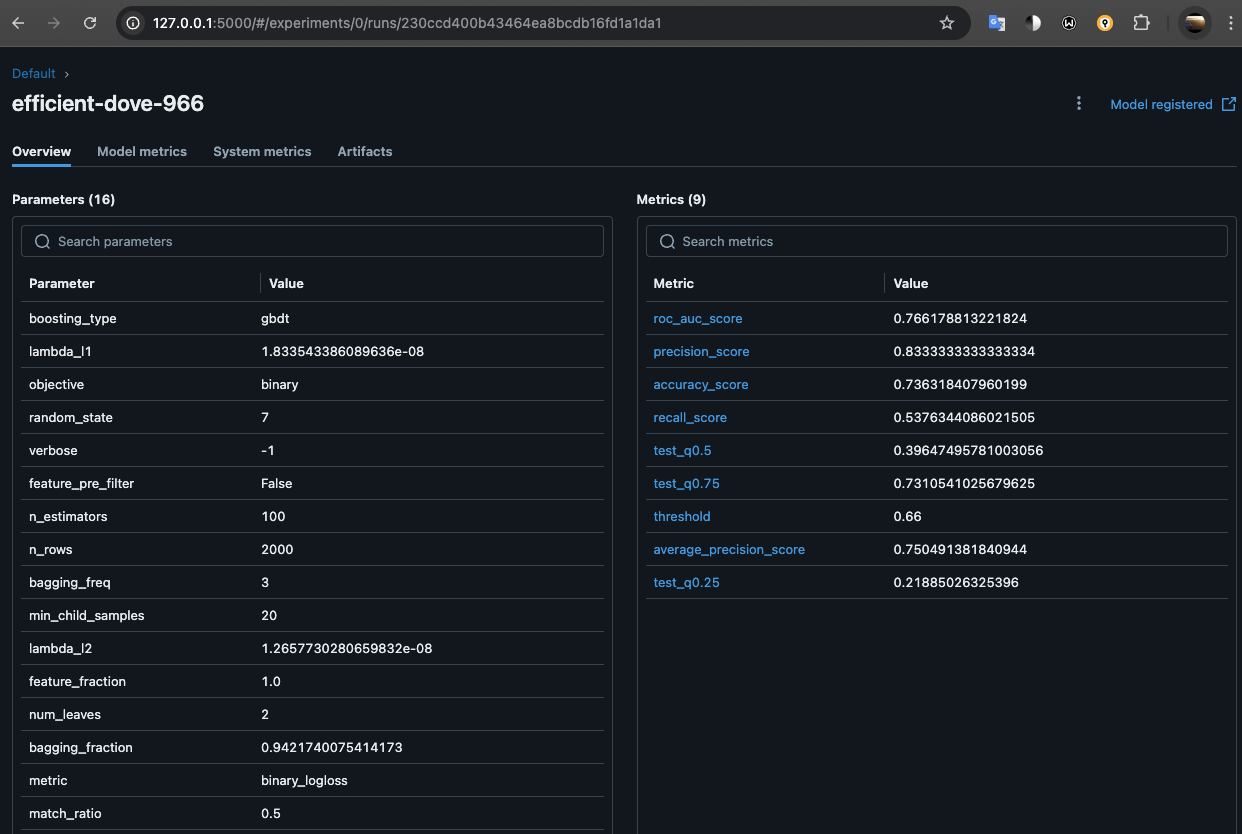 127.0.0.1:5000/#/experiments/0/runs/230ccd400b43464ea8bcdb16fd1a1da1
Default ›
efficient-dove-966
Model registered
Overview Model metrics System metrics Artifacts
Parameters (16)
Search parameters
Parameter Value
boosting_type gbdt
lambda_l1 1.833543386089636e-08
objective binary
random_state 7
verbose -1
feature_pre_filter False
n_estimators 100
n_rows 2000
bagging_freq 3
min_child_samples 20
lambda_l2 1.2657730280659832e-08
feature_fraction 1.0
num_leaves 2
bagging_fraction 0.9421740075414173
metric binary_logloss
match_ratio 0.5
Metrics (9)
Search metrics
Metric Value
roc_auc_score 0.766178813221824
precision_score 0.8333333333333334
accuracy_score 0.736318407960199
recall_score 0.5376344086021505
test_q0.5 0.39647495781003056
test_q0.75 0.7310541025679625
threshold 0.66
average_precision_score 0.750491381840944
test_q0.25 0.21885026325396